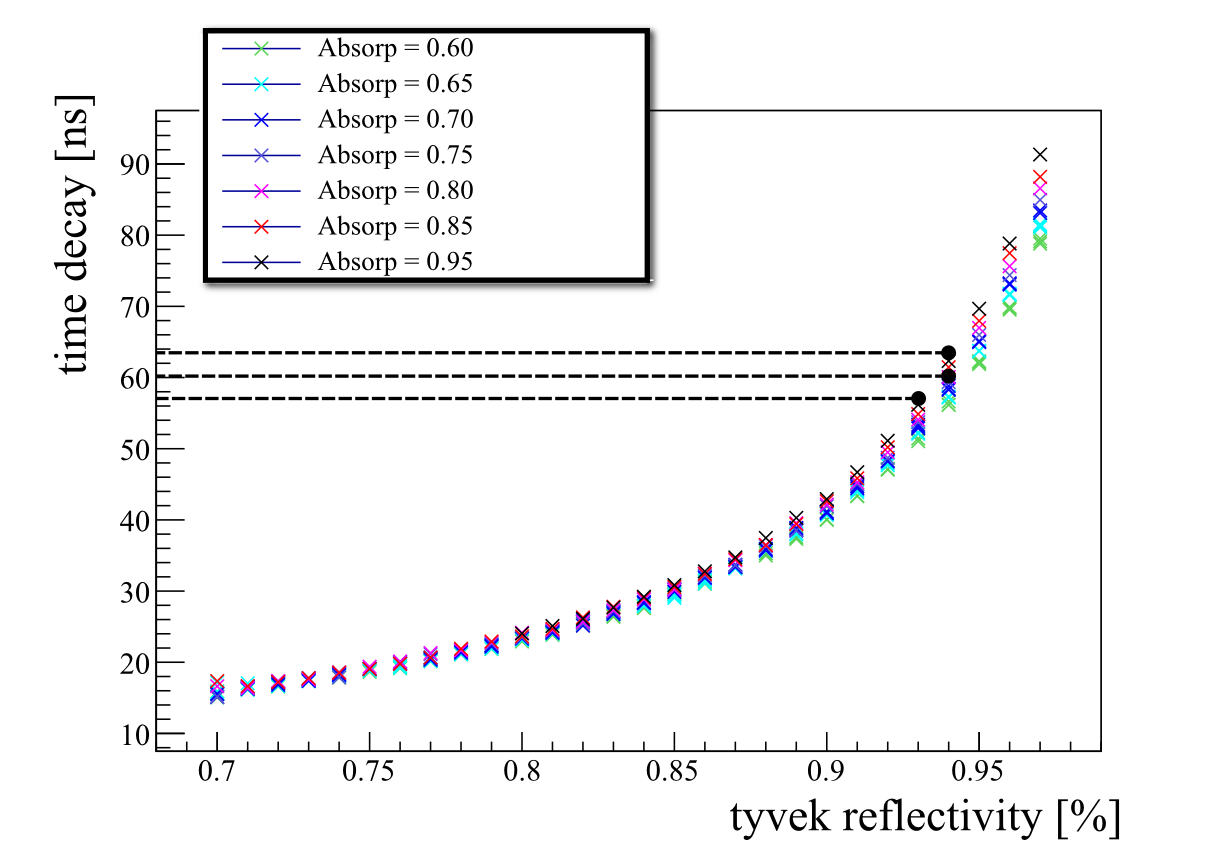 Absorp = 0.60
Absorp = 0.65
Absorp = 0.70
Absorp = 0.75
Absorp = 0.80
Absorp = 0.85
Absorp = 0.95
time decay [ns]
90
80
70
60
50
40
30
20
10
0.7 0.75 0.8 0.85 0.9 0.95
tyvek reflectivity [%]